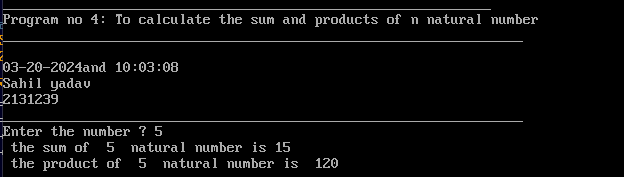 Program no 4: To calculate the sum and products of n natural number
03-20-2024and 10:03:08
Sahil yadav
2131239
Enter the number ? 5
the sum of  5  natural number is 15
the product of  5  natural number is  120